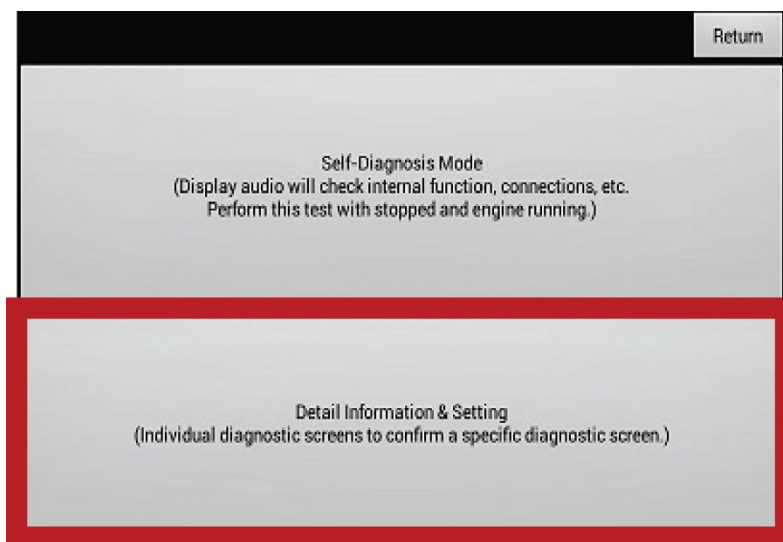 Return
Self-Diagnosis Mode
(Display audio will check internal function, connections, etc.
Perform this test with stopped and engine running.)
Detail Information & Setting
(Individual diagnostic screens to confirm a specific diagnostic screen.)